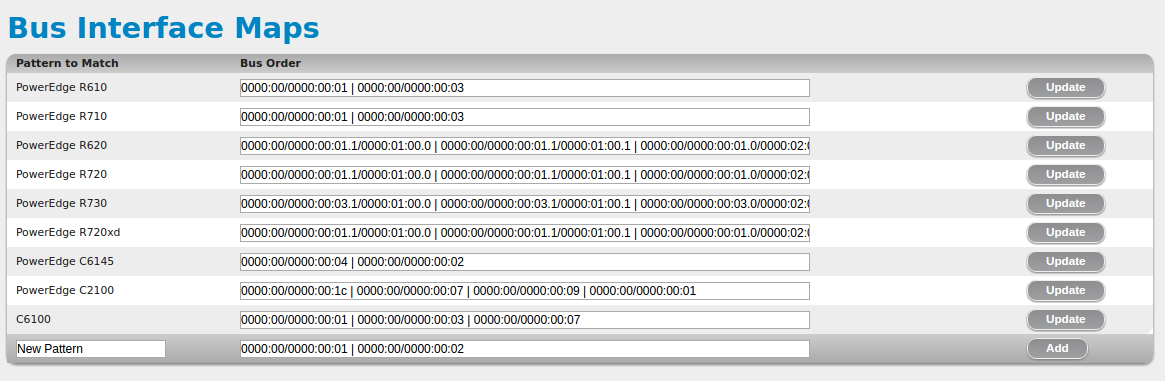 Bus Interface Maps
Pattern to Match Bus Order
PowerEdge R610 0000:00/0000:00:01 | 0000:00/0000:00:03 Update
PowerEdge R710 0000:00/0000:00:01 | 0000:00/0000:00:03 Update
PowerEdge R620 0000:00/0000:00:01.1/0000:01:00.0 | 0000:00/0000:00:01.1/0000:01:00.1 | 0000:00/0000:00:01.0/0000:02: Update
PowerEdge R720 0000:00/0000:00:01.1/0000:01:00.0 | 0000:00/0000:00:01.1/0000:01:00.1 | 0000:00/0000:00:01.0/0000:02: Update
PowerEdge R730 0000:00/0000:00:03.1/0000:01:00.0 | 0000:00/0000:00:03.1/0000:01:00.1 | 0000:00/0000:00:03.0/0000:02: Update
PowerEdge R720xd 0000:00/0000:00:01.1/0000:01:00.0 | 0000:00/0000:00:01.1/0000:01:00.1 | 0000:00/0000:00:01.0/0000:02: Update
PowerEdge C6145 0000:00/0000:00:04 | 0000:00/0000:00:02 Update
PowerEdge C2100 0000:00/0000:00:1c | 0000:00/0000:00:07 | 0000:00/0000:00:09 | 0000:00/0000:00:01 Update
C6100 0000:00/0000:00:01 | 0000:00/0000:00:03 | 0000:00/0000:00:07 Update
New Pattern 0000:00/0000:00:01 | 0000:00/0000:00:02 Add